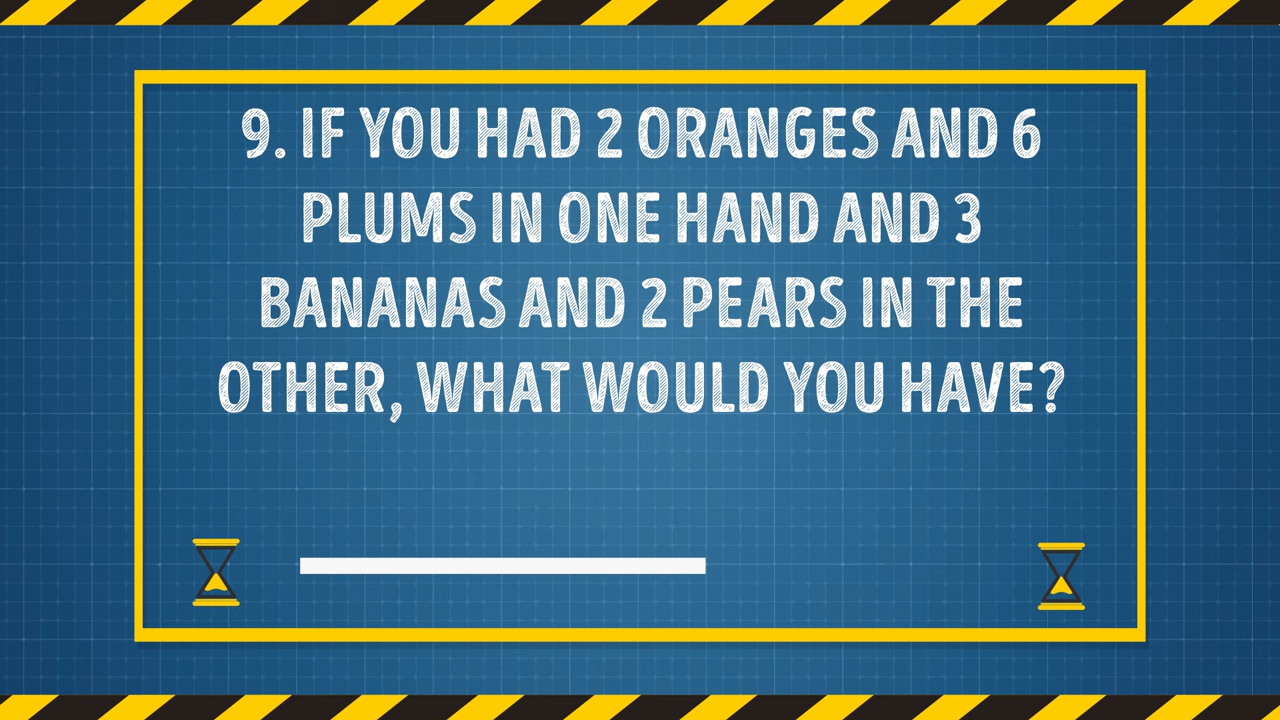 9. IF YOU HAD 2 ORANGES AND 6
PLUMS IN ONE HAND AND 3
BANANAS AND 2 PEARS IN THE
OTHER, WHAT WOULD YOU HAVE?